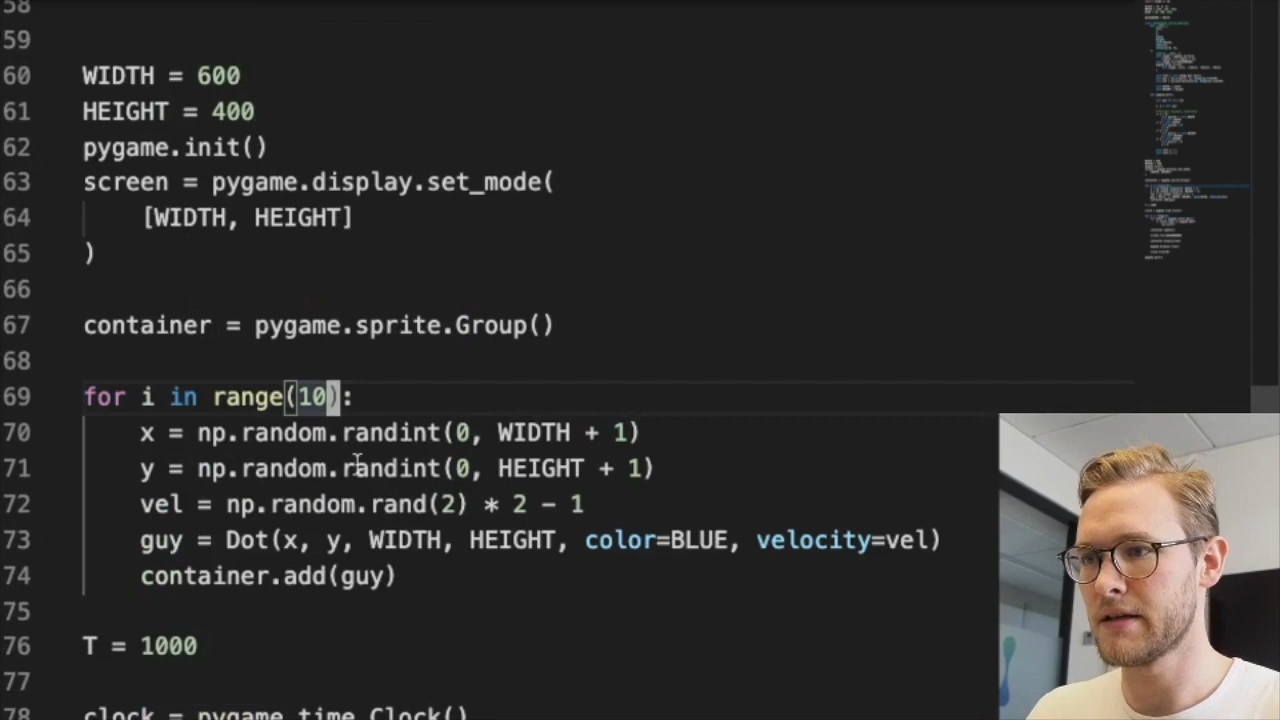 58
59
60 WIDTH = 600
61 HEIGHT = 400
62 pygame.init()
63 screen = pygame.display.set_mode(
64     [WIDTH, HEIGHT]
65 )
66
67 container = pygame.sprite.Group()
68
69 for i in range(10):
70     x = np.random.randint(0, WIDTH + 1)
71     y = np.random.randint(0, HEIGHT + 1)
72     vel = np.random.rand(2) * 2 - 1
73     guy = Dot(x, y, WIDTH, HEIGHT, color=BLUE, velocity=vel)
74     container.add(guy)
75
76 T = 1000
77
78 clock = pygame.time.Clock()